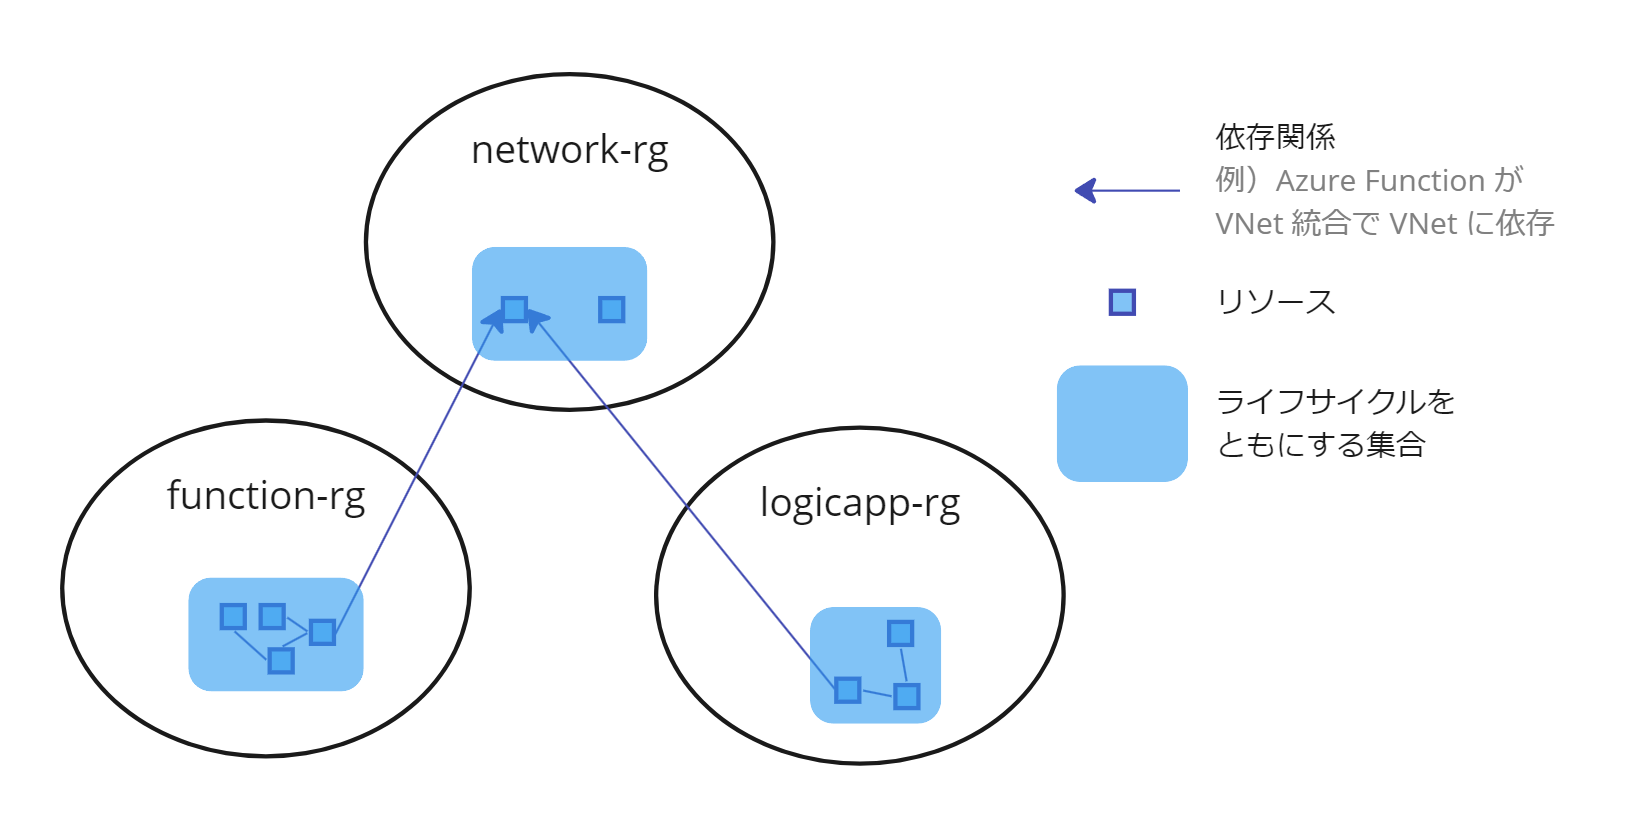 network-rg
function-rg
logicapp-rg
依存関係
例）Azure Function が
VNet 統合で VNet に依存
リソース
ライフサイクルを
ともにする集合